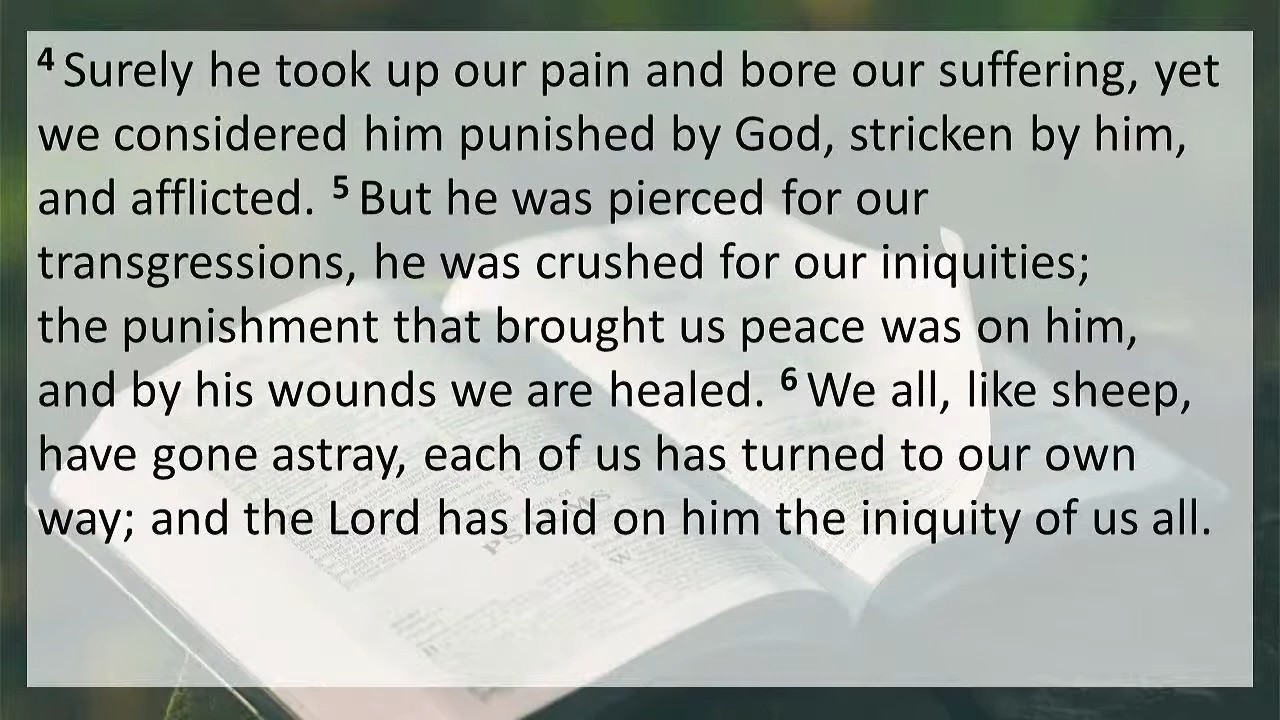 4 Surely he took up our pain and bore our suffering, yet
we considered him punished by God, stricken by him,
and afflicted. 5 But he was pierced for our
transgressions, he was crushed for our iniquities;
the punishment that brought us peace was on him,
and by his wounds we are healed. 6 We all, like sheep,
have gone astray, each of us has turned to our own
way; and the Lord has laid on him the iniquity of us all.
PSALMS